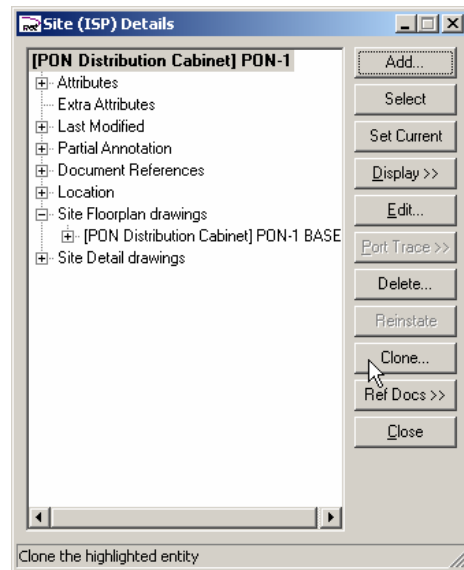 Site (ISP) Details
[PON Distribution Cabinet] PON-1
Attributes
Extra Attributes
Last Modified
Partial Annotation
Document References
Location
Site Floorplan drawings
[PON Distribution Cabinet] PON-1 BASE
Site Detail drawings
Add...
Select
Set Current
Display >>
Edit...
Port Trace >>
Delete...
Reinstate
Clone...
Ref Docs >>
Close
Clone the highlighted entity